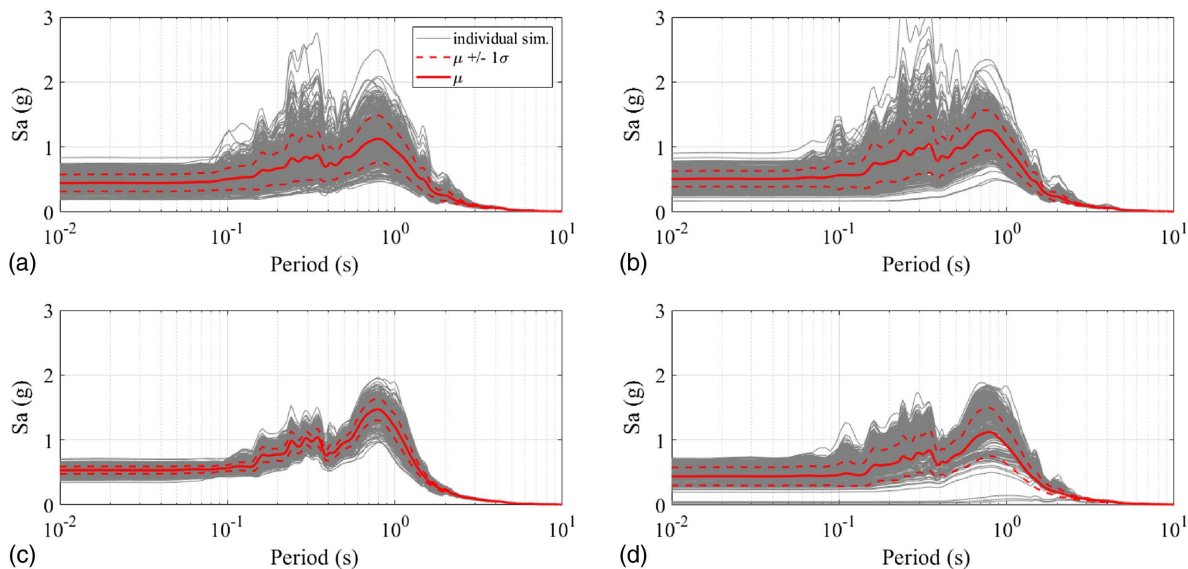 3
individual sim.
μ +/- 1σ
μ
2
Sa (g)
1
0
10^-2
10^-1
10^0
10^1
Period (s)
(a)
3
2
Sa (g)
1
0
10^-2
10^-1
10^0
10^1
Period (s)
(b)
3
2
Sa (g)
1
0
10^-2
10^-1
10^0
10^1
Period (s)
(c)
3
2
Sa (g)
1
0
10^-2
10^-1
10^0
10^1
Period (s)
(d)